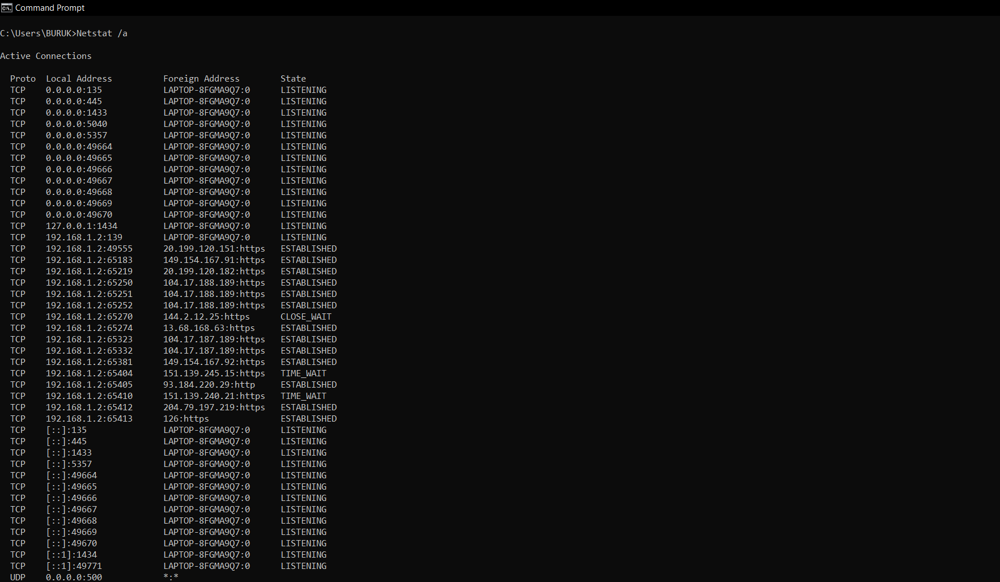 Command Prompt
C:\Users\BURUK>Netstat /a
Active Connections
Proto  Local Address          Foreign Address        State
TCP    0.0.0.0:135            LAPTOP-8FGMA9Q7:0      LISTENING
TCP    0.0.0.0:445            LAPTOP-8FGMA9Q7:0      LISTENING
TCP    0.0.0.0:1433           LAPTOP-8FGMA9Q7:0      LISTENING
TCP    0.0.0.0:5040           LAPTOP-8FGMA9Q7:0      LISTENING
TCP    0.0.0.0:5357           LAPTOP-8FGMA9Q7:0      LISTENING
TCP    0.0.0.0:49664          LAPTOP-8FGMA9Q7:0      LISTENING
TCP    0.0.0.0:49665          LAPTOP-8FGMA9Q7:0      LISTENING
TCP    0.0.0.0:49666          LAPTOP-8FGMA9Q7:0      LISTENING
TCP    0.0.0.0:49667          LAPTOP-8FGMA9Q7:0      LISTENING
TCP    0.0.0.0:49668          LAPTOP-8FGMA9Q7:0      LISTENING
TCP    0.0.0.0:49669          LAPTOP-8FGMA9Q7:0      LISTENING
TCP    0.0.0.0:49670          LAPTOP-8FGMA9Q7:0      LISTENING
TCP    127.0.0.1:1434         LAPTOP-8FGMA9Q7:0      LISTENING
TCP    192.168.1.2:139        LAPTOP-8FGMA9Q7:0      LISTENING
TCP    192.168.1.2:49555      20.199.120.151:https   ESTABLISHED
TCP    192.168.1.2:65183      149.154.167.91:https   ESTABLISHED
TCP    192.168.1.2:65219      20.199.120.182:https   ESTABLISHED
TCP    192.168.1.2:65250      104.17.188.189:https   ESTABLISHED
TCP    192.168.1.2:65251      104.17.188.189:https   ESTABLISHED
TCP    192.168.1.2:65252      104.17.188.189:https   ESTABLISHED
TCP    192.168.1.2:65270      144.2.12.25:https      CLOSE_WAIT
TCP    192.168.1.2:65274      13.68.168.63:https     ESTABLISHED
TCP    192.168.1.2:65323      104.17.187.189:https   ESTABLISHED
TCP    192.168.1.2:65332      104.17.187.189:https   ESTABLISHED
TCP    192.168.1.2:65381      149.154.167.92:https   ESTABLISHED
TCP    192.168.1.2:65404      151.139.245.15:https   TIME_WAIT
TCP    192.168.1.2:65405      93.184.220.29:http     ESTABLISHED
TCP    192.168.1.2:65410      151.139.240.21:https   TIME_WAIT
TCP    192.168.1.2:65412      204.79.197.219:https   ESTABLISHED
TCP    192.168.1.2:65413      126:https              ESTABLISHED
TCP    [::]:135               LAPTOP-8FGMA9Q7:0      LISTENING
TCP    [::]:445               LAPTOP-8FGMA9Q7:0      LISTENING
TCP    [::]:1433              LAPTOP-8FGMA9Q7:0      LISTENING
TCP    [::]:5357              LAPTOP-8FGMA9Q7:0      LISTENING
TCP    [::]:49664             LAPTOP-8FGMA9Q7:0      LISTENING
TCP    [::]:49665             LAPTOP-8FGMA9Q7:0      LISTENING
TCP    [::]:49666             LAPTOP-8FGMA9Q7:0      LISTENING
TCP    [::]:49667             LAPTOP-8FGMA9Q7:0      LISTENING
TCP    [::]:49668             LAPTOP-8FGMA9Q7:0      LISTENING
TCP    [::]:49669             LAPTOP-8FGMA9Q7:0      LISTENING
TCP    [::]:49670             LAPTOP-8FGMA9Q7:0      LISTENING
TCP    [::1]:1434             LAPTOP-8FGMA9Q7:0      LISTENING
TCP    [::1]:49771            LAPTOP-8FGMA9Q7:0      LISTENING
UDP    0.0.0.0:500            *:*